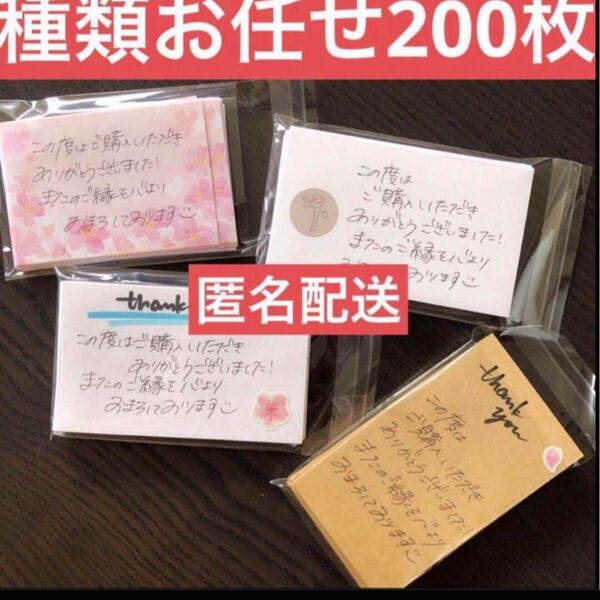 種類お任せ200枚
この度はご購入いただき
ありがとうございました!
またのご縁を心より
おまちしております
この度は
ご購入しいただき
ありがとうございました!
またのご縁を心より
おります
匿名配送
thank
この度はご購入いただき
ありがとうございました!
またのご縁を心より
おまちしております
thank
you
この度は
ご購入いただき
ありがとうございました!
またのご縁を心より
おまちしております